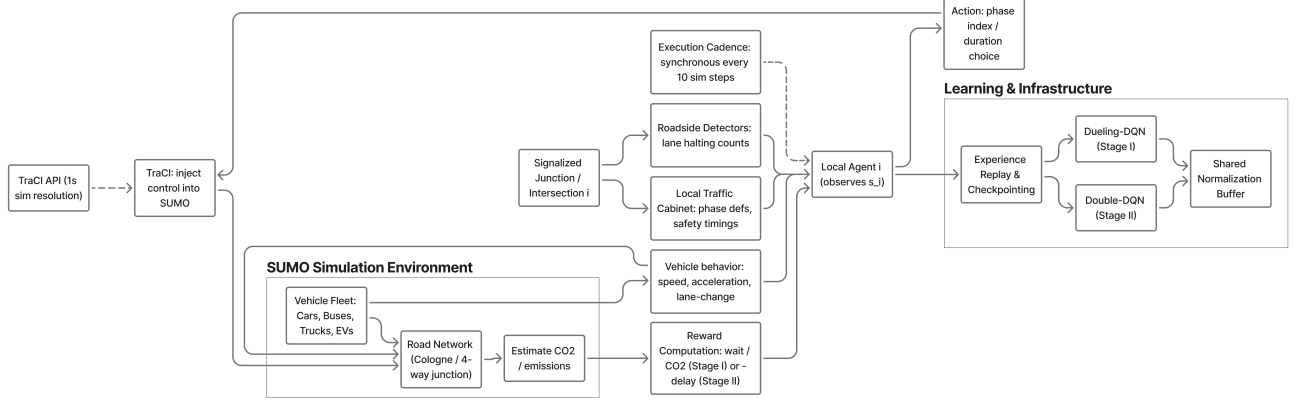 Action: phase
index /
duration
choice
Execution Cadence:
synchronous every
10 sim steps
Learning & Infrastructure
Roadside Detectors:
lane halting counts
Dueling-DQN
(Stage I)
Signalized
Junction /
Intersection i
Local Agent i
(observes s_i)
Experience
Replay &
Checkpointing
Shared
Normalization
Buffer
TraCI API (1s
sim resolution)
TraCI: inject
control into
SUMO
Local Traffic
Cabinet: phase defs,
safety timings
Double-DQN
(Stage II)
SUMO Simulation Environment
Vehicle behavior:
speed, acceleration,
lane-change
Vehicle Fleet:
Cars, Buses,
Trucks, EVs
Road Network
(Cologne / 4-
way junction)
Estimate CO2
/ emissions
Reward
Computation: wait /
CO2 (Stage I) or -
delay (Stage II)